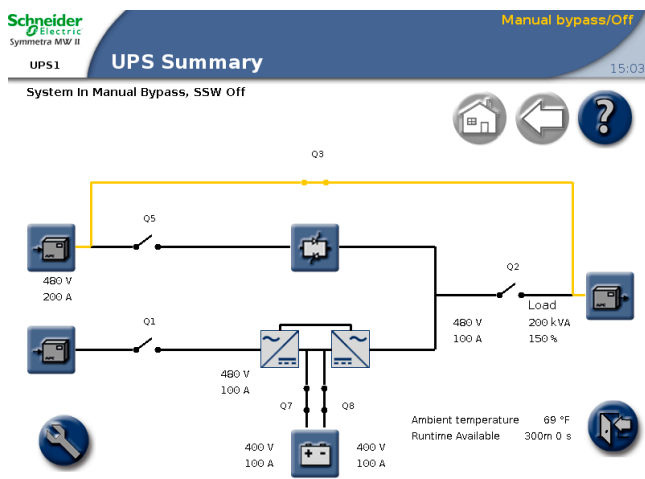 Schneider
Electric
Symmetra MW II
UPS1
UPS Summary
Manual bypass/Off
15:03
System In Manual Bypass, SSW Off
?
Q3
Q5
480 V
200 A
Q2
Load
480 V
200 kVA
100 A
150 %
Q1
480 V
100 A
Q7
Q8
400 V
100 A
400 V
100 A
Ambient temperature 69 °F
Runtime Available 300m 0 s